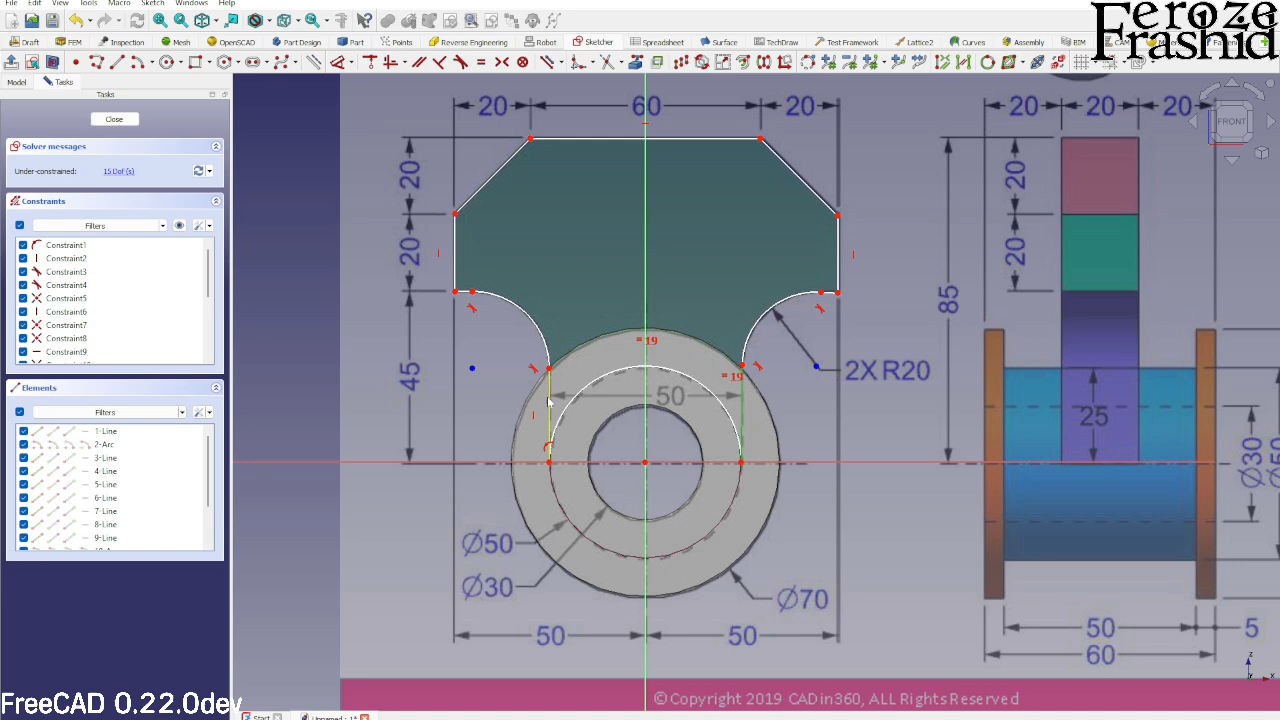 File Edit View Tools Macro Sketch Windows Help
Feroze
Frashid
Draft FEM Inspection Mesh OpenSCAD Part Design Part Points Reverse Engineering Robot Sketcher Spreadsheet Surface TechDraw Test Framework Lattice2 Curves Assembly BIM
Model Tasks
Tasks
Close
Solver messages
Under-constrained: 15 Dof(s)
Constraints
Filters
Constraint1
Constraint2
Constraint3
Constraint4
Constraint5
Constraint6
Constraint7
Constraint8
Constraint9
Elements
Filters
1-Line
2-Arc
3-Line
4-Line
5-Line
6-Line
7-Line
8-Line
9-Line
20 60 20
20
20
45
= 19
= 19
50
2X R20
Ø50
Ø30
Ø70
50 50
20 20 20
20
20
85
25
Ø30
50 5
60
FRONT
©Copyright 2019 CADin360, ALL Rights Reserved
FreeCAD 0.22.0dev
Start Unnamed : 1*